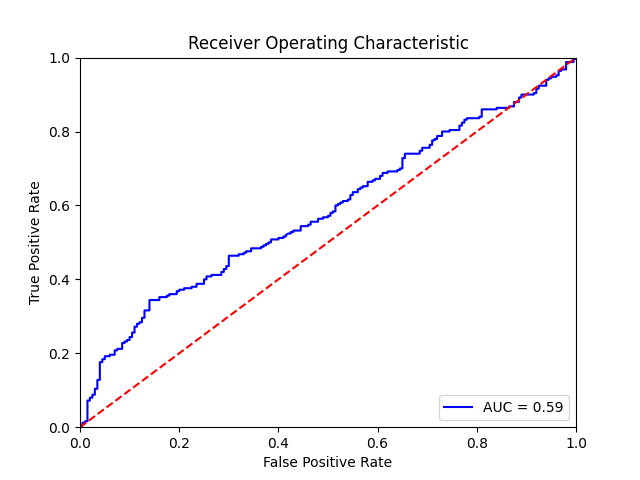 Receiver Operating Characteristic
True Positive Rate
1.0
0.8
0.6
0.4
0.2
0.0
0.0 0.2 0.4 0.6 0.8 1.0
False Positive Rate
AUC = 0.59